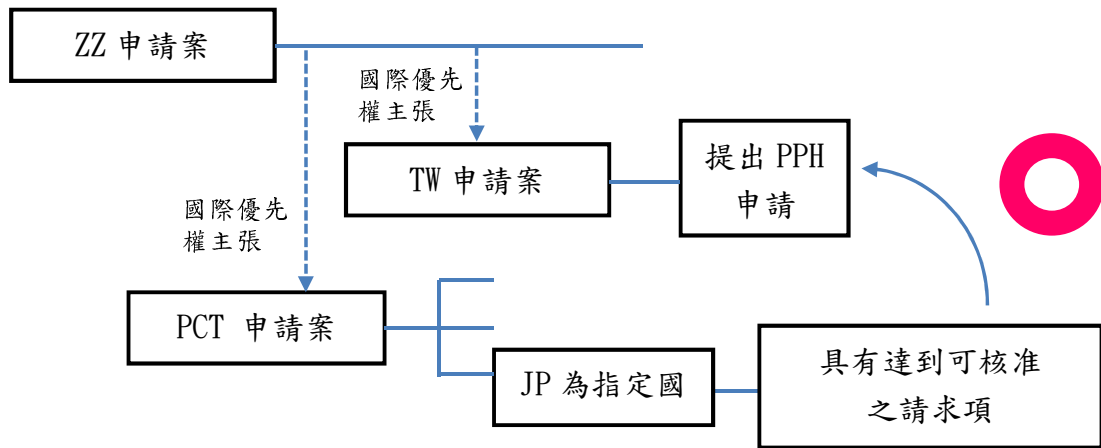 ZZ 申請案
國際優先
權主張
TW 申請案
提出 PPH
申請
國際優先
權主張
PCT 申請案
JP 為指定國
具有達到可核准
之請求項